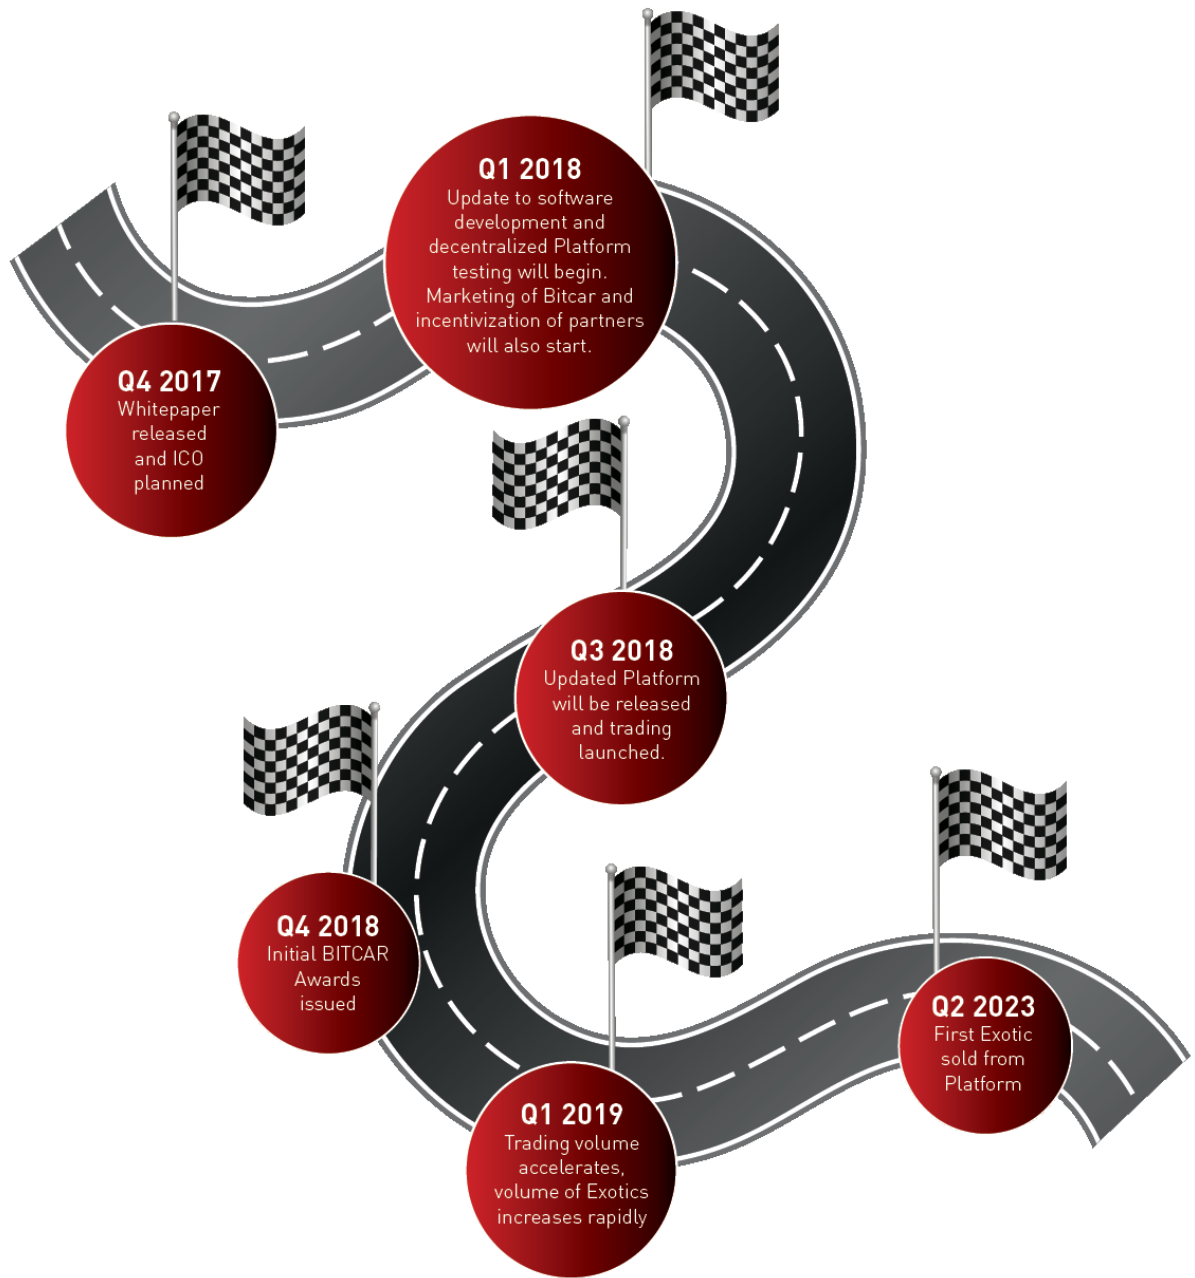 Q4 2017
Whitepaper
released
and ICO
planned
Q1 2018
Update to software
development and
decentralized Platform
testing will begin.
Marketing of Bitcar and
incentivization of partners
will also start.
Q3 2018
Updated Platform
will be released
and trading
launched.
Q4 2018
Initial BITCAR
Awards
issued
Q1 2019
Trading volume
accelerates,
volume of Exotics
increases rapidly
Q2 2023
First Exotic
sold from
Platform